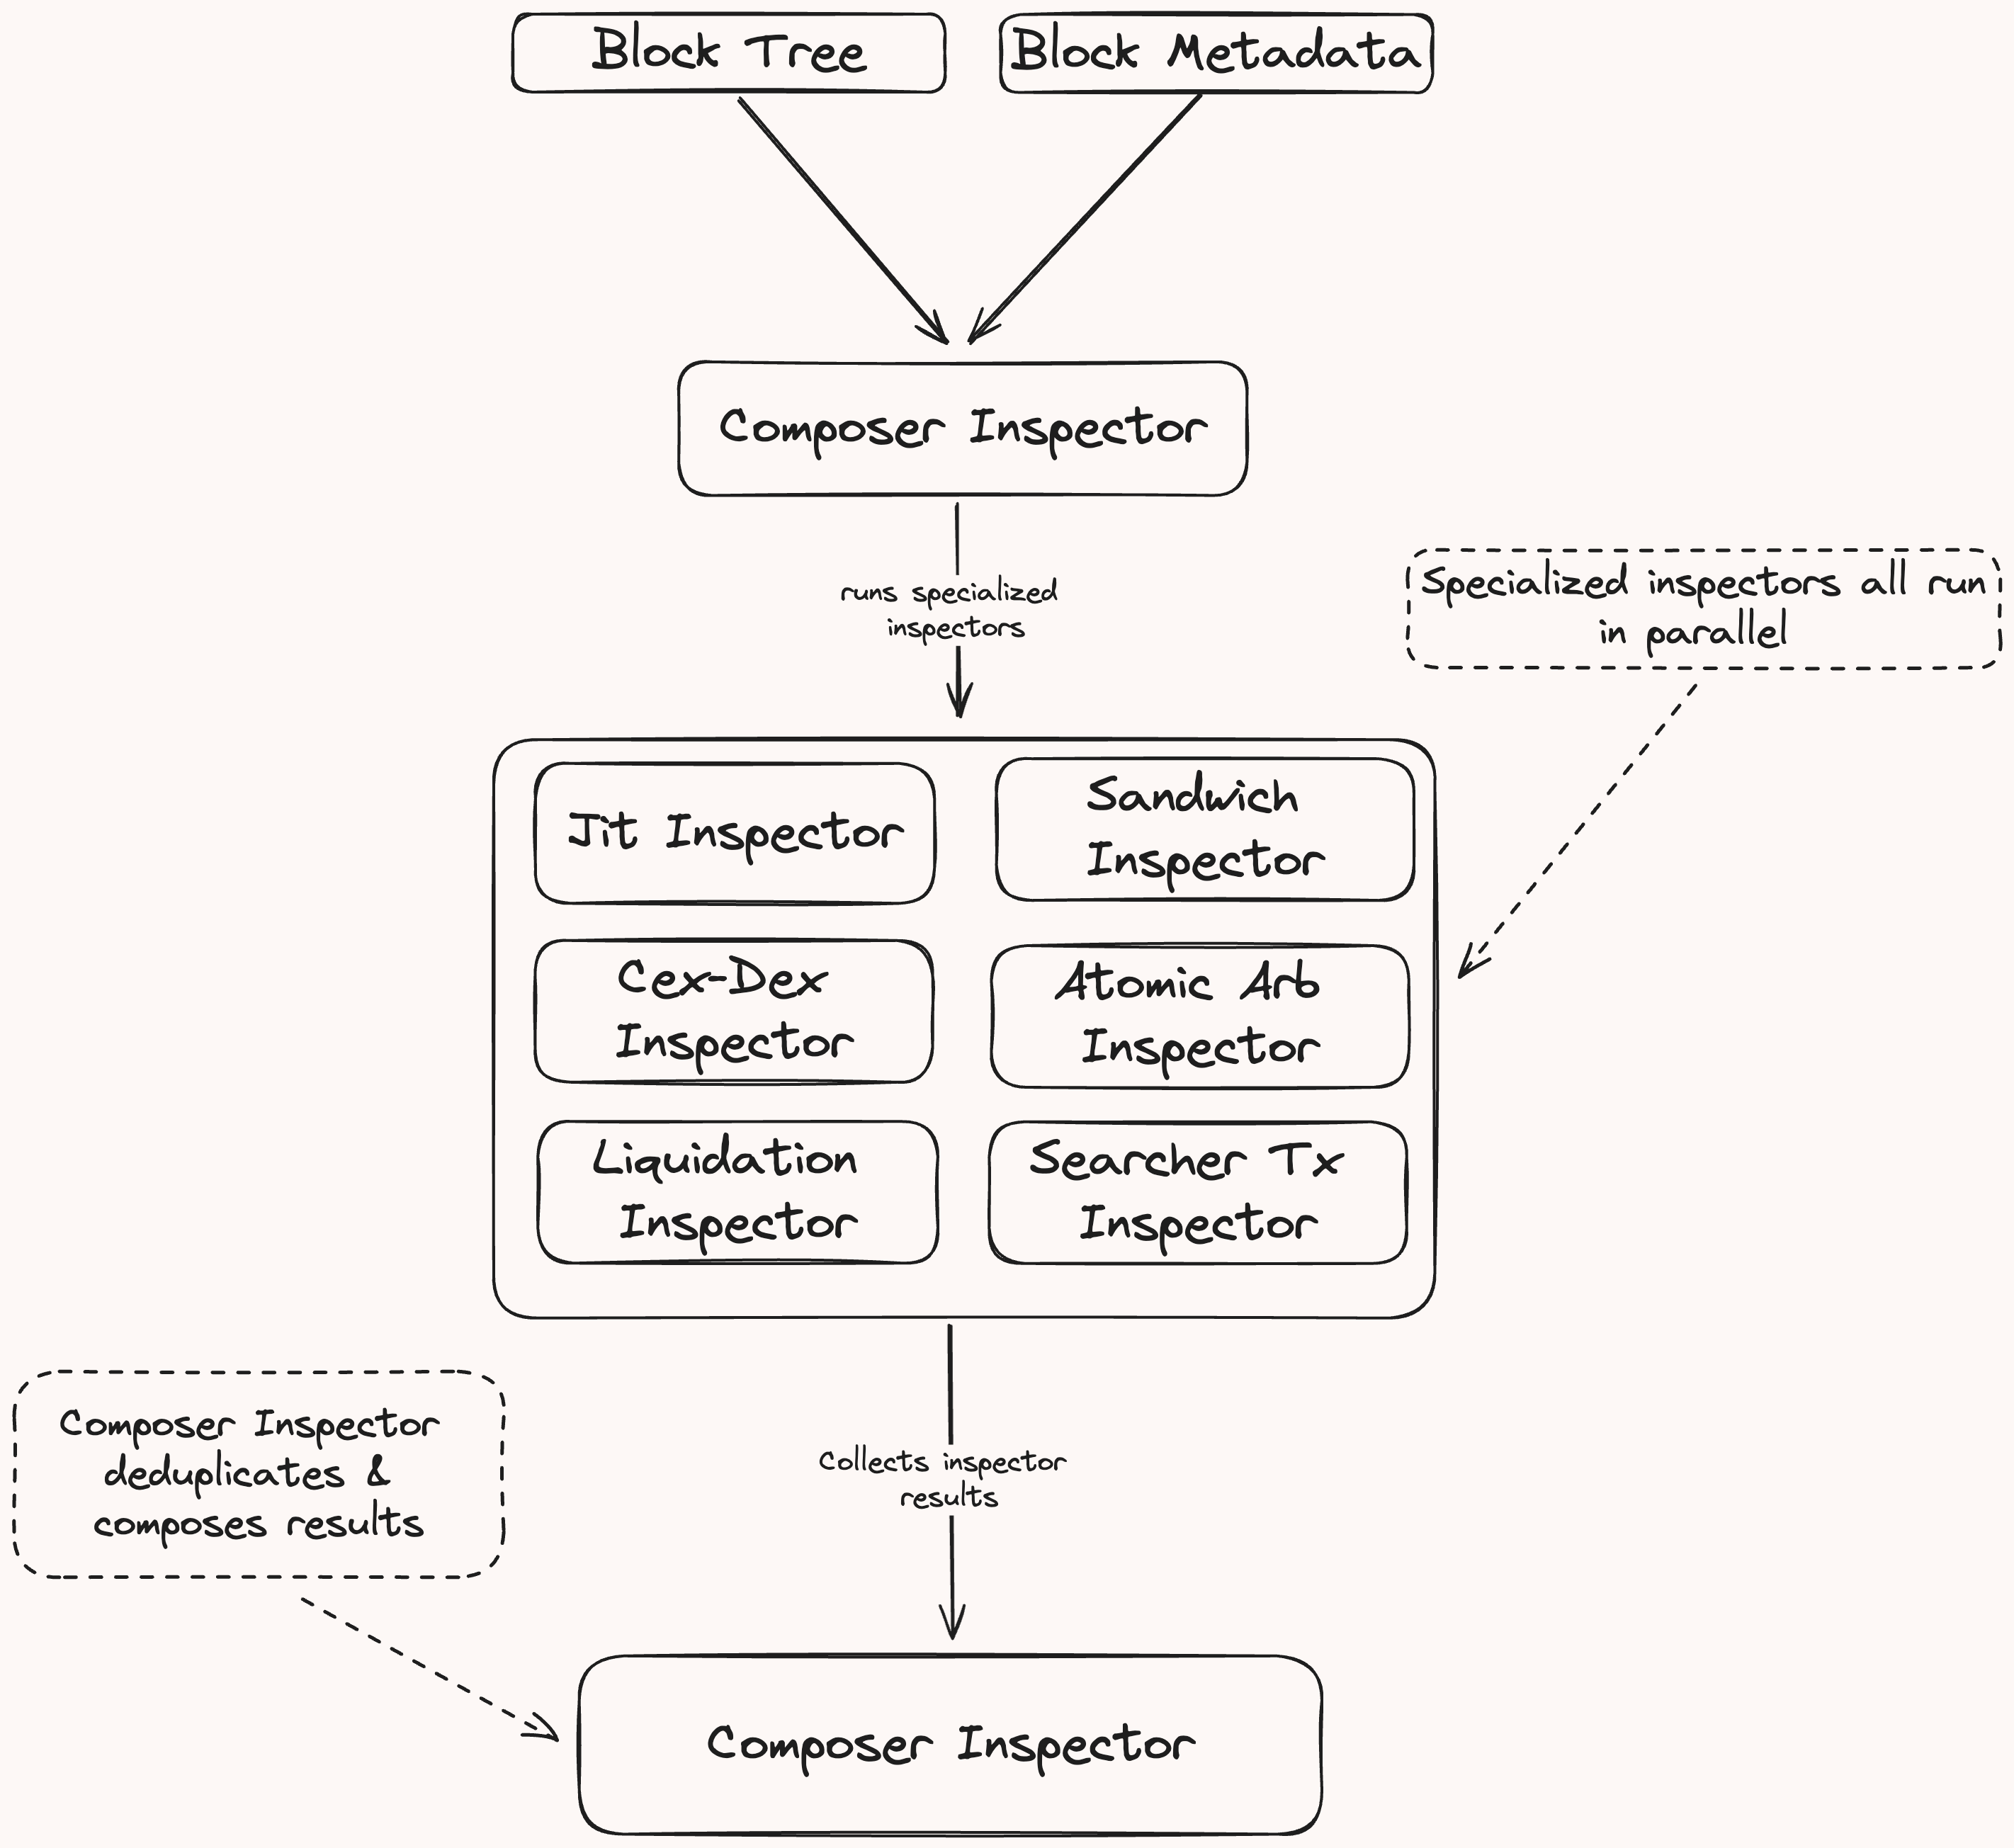 Block Tree
Block Metadata
Composer Inspector
runs specialized
inspectors
Specialized inspectors all run
in parallel
Jit Inspector
Sandwich
Inspector
Cex-Dex
Inspector
Atomic Arb
Inspector
Liquidation
Inspector
Searcher Tx
Inspector
Composer Inspector
deduplicates &
composes results
Collects inspector
results
Composer Inspector